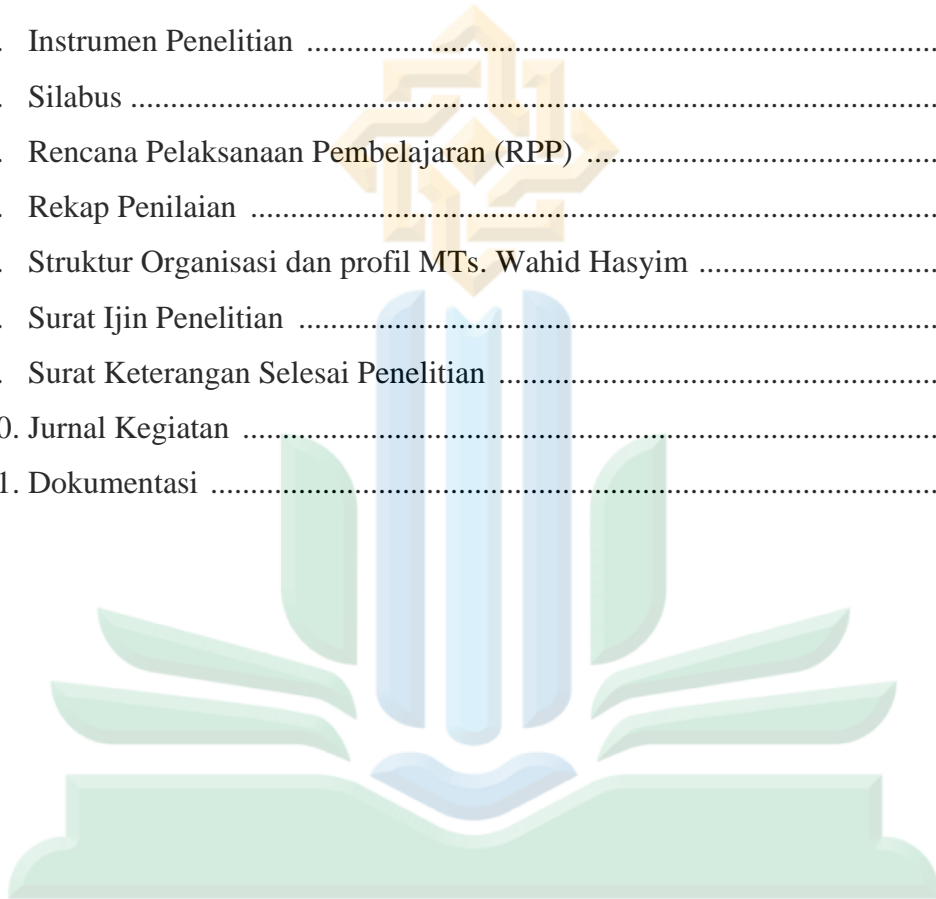 . Instrumen Penelitian ................................................................................
. Silabus ......................................................................................................
. Rencana Pelaksanaan Pembelajaran (RPP) ............................................
. Rekap Penilaian .......................................................................................
. Struktur Organisasi dan profil MTs. Wahid Hasyim ..............................
. Surat Ijin Penelitian .................................................................................
. Surat Keterangan Selesai Penelitian .......................................................
0. Jurnal Kegiatan ........................................................................................
1. Dokumentasi ............................................................................................